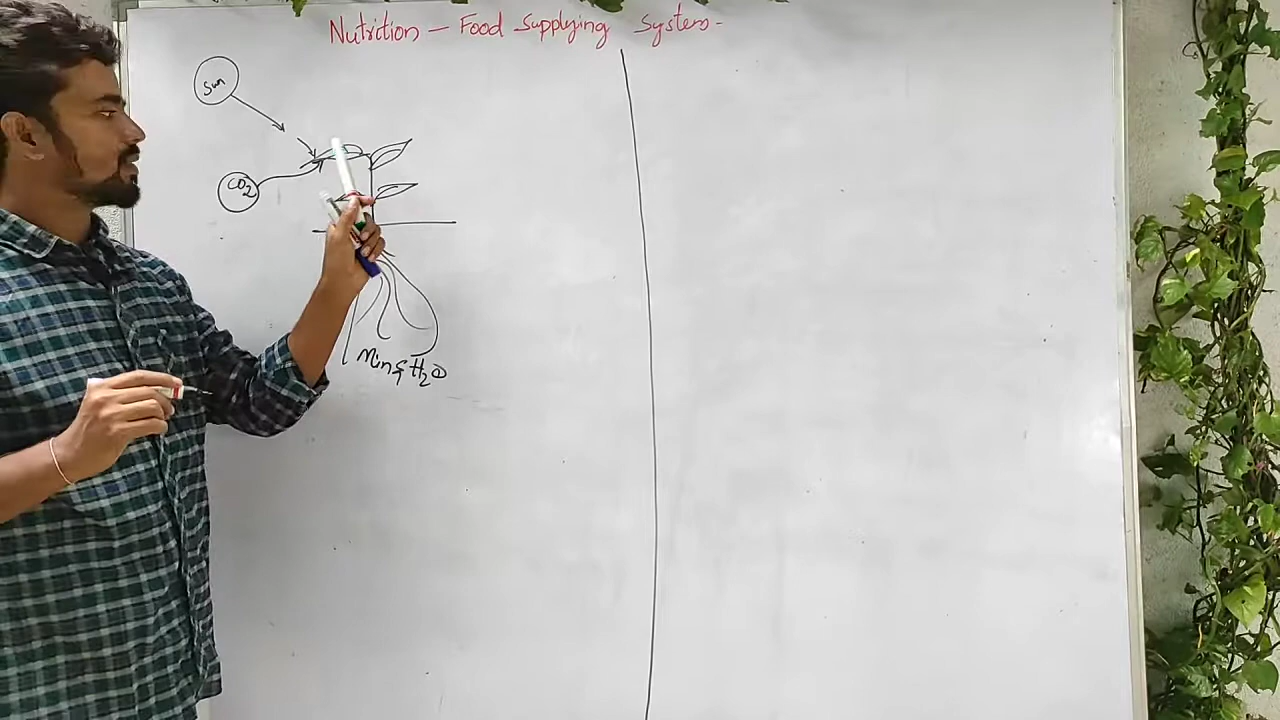 Nutrition - Food Supplying System-
Sun
CO2
Min & H2O